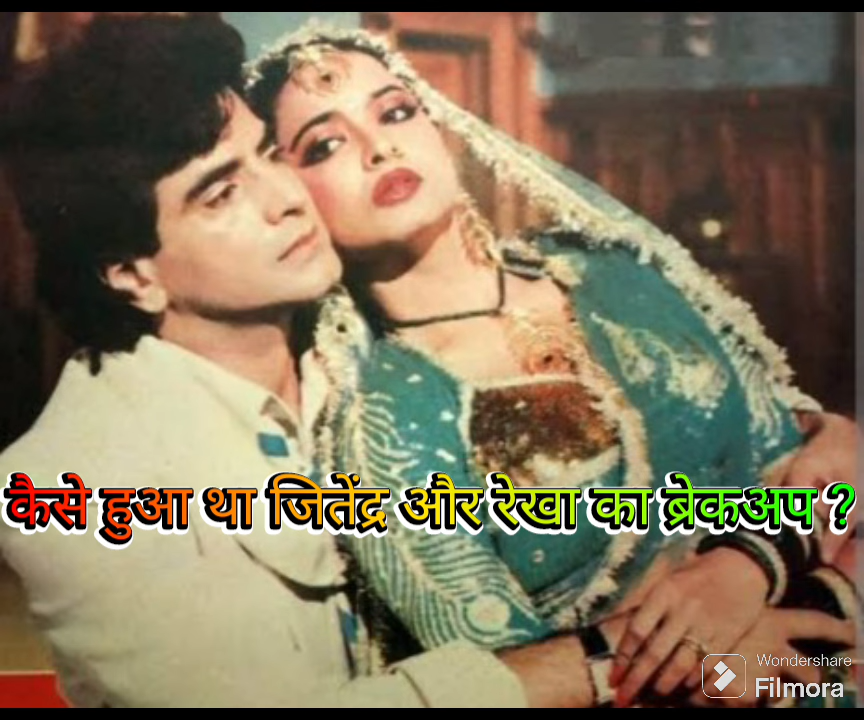 कैसे हुआ था जितेंद्र और रेखा का ब्रेकअप ?
Wondershare
Filmora